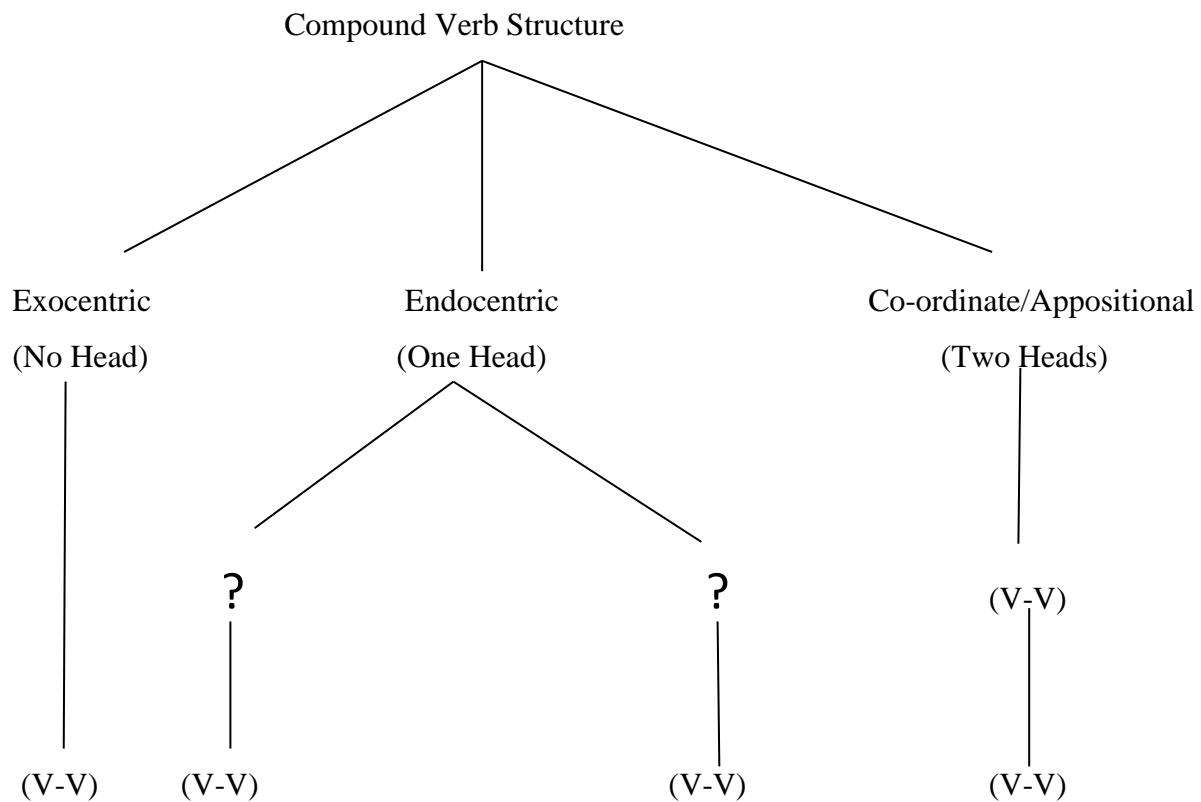 Compound Verb Structure
Exocentric Endocentric Co-ordinate/Appositional
(No Head) (One Head) (Two Heads)
? ? (V-V)
(V-V) (V-V) (V-V) (V-V)